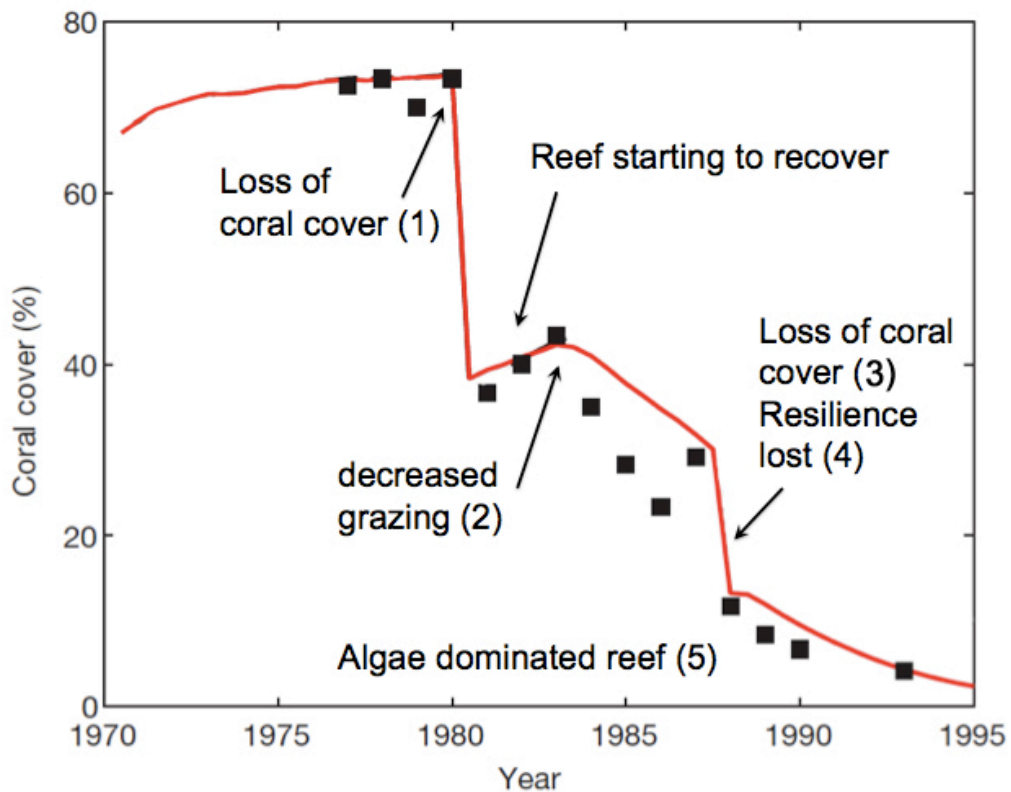 80
60
40
20
0
Coral cover (%)
Loss of
coral cover (1)
Reef starting to recover
decreased
grazing (2)
Loss of coral
cover (3)
Resilience
lost (4)
Algae dominated reef (5)
1970 1975 1980 1985 1990 1995
Year